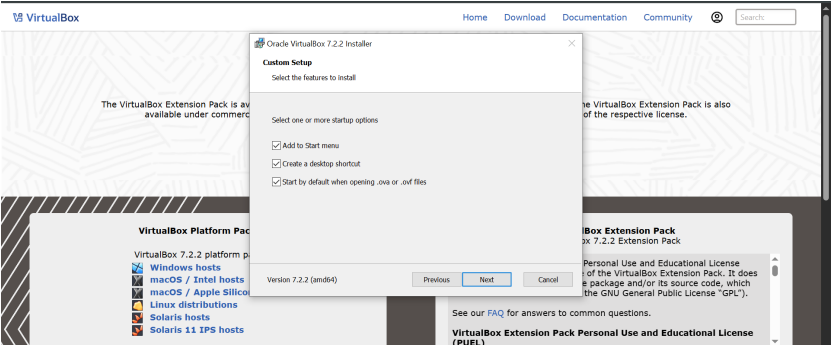 VirtualBox
Home Download Documentation Community Search:
Oracle VirtualBox 7.2.2 Installer
Custom Setup
Select the features to install
Select one or more startup options
Add to Start menu
Create a desktop shortcut
Start by default when opening .ova or .ovf files
Version 7.2.2 (amd64)
Previous Next Cancel
The VirtualBox Extension Pack is
available under
VirtualBox Extension Pack is also
of the respective license.
VirtualBox Platform
VirtualBox 7.2.2 platform
Windows hosts
macOS / Intel hosts
macOS / Apple
Linux distributions
Solaris hosts
Solaris 11 IPS hosts
Extension Pack
7.2.2 Extension Pack
Personal Use and Educational License
of the VirtualBox Extension Pack. It does
package and/or its source code, which
the GNU General Public License "GPL").
See our FAQ for answers to common questions.
VirtualBox Extension Pack Personal Use and Educational License
(PUEL)